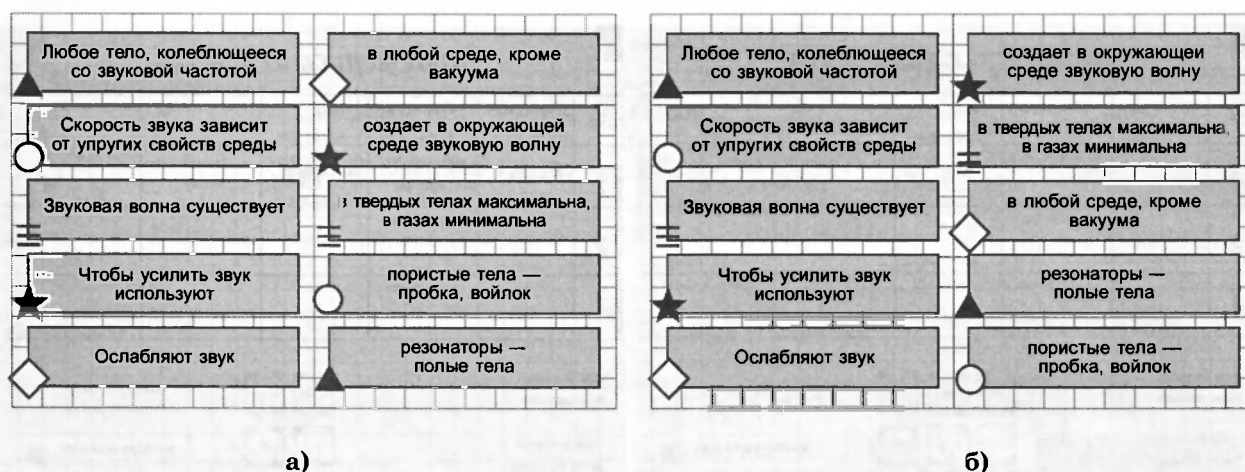 Любое тело, колеблющееся
со звуковой частотой
в любой среде, кроме
вакуума
Скорость звука зависит
от упругих свойств среды
создает в окружающей
среде звуковую волну
Звуковая волна существует
в твердых телах максимальна,
в газах минимальна
Чтобы усилить звук
используют
пористые тела —
пробка, войлок
Ослабляют звук
резонаторы —
полые тела
а)
Любое тело, колеблющееся
со звуковой частотой
создает в окружающей
среде звуковую волну
Скорость звука зависит
от упругих свойств среды
в твердых телах максимальна,
в газах минимальна
Звуковая волна существует
в любой среде, кроме
вакуума
Чтобы усилить звук
используют
резонаторы —
полые тела
Ослабляют звук
пористые тела —
пробка, войлок
б)